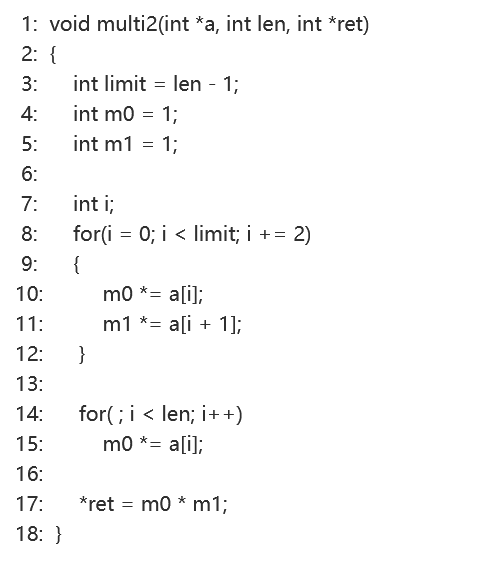 1: void multi2(int *a, int len, int *ret)
2: {
3: int limit = len - 1;
4: int m0 = 1;
5: int m1 = 1;
6:
7: int i;
8: for(i = 0; i < limit; i += 2)
9: {
10: m0 *= a[i];
11: m1 *= a[i + 1];
12: }
13:
14: for( ; i < len; i++)
15: m0 *= a[i];
16:
17: *ret = m0 * m1;
18: }